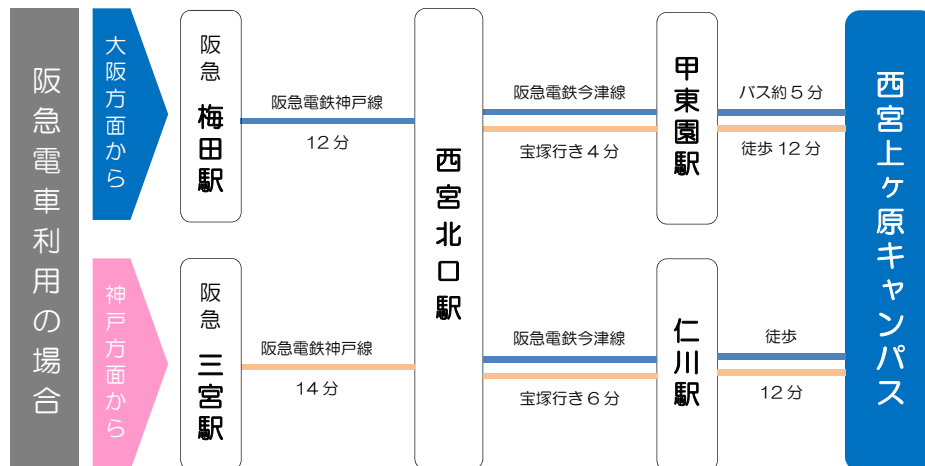 阪急電車利用の場合
大阪方面から
阪急 梅田駅
阪急電鉄神戸線
12分
神戸方面から
阪急 三宮駅
阪急電鉄神戸線
14分
西宮北口駅
阪急電鉄今津線
宝塚行き4分
甲東園駅
バス約5分
徒歩12分
阪急電鉄今津線
宝塚行き6分
仁川駅
徒歩
12分
西宮上ヶ原キャンパス